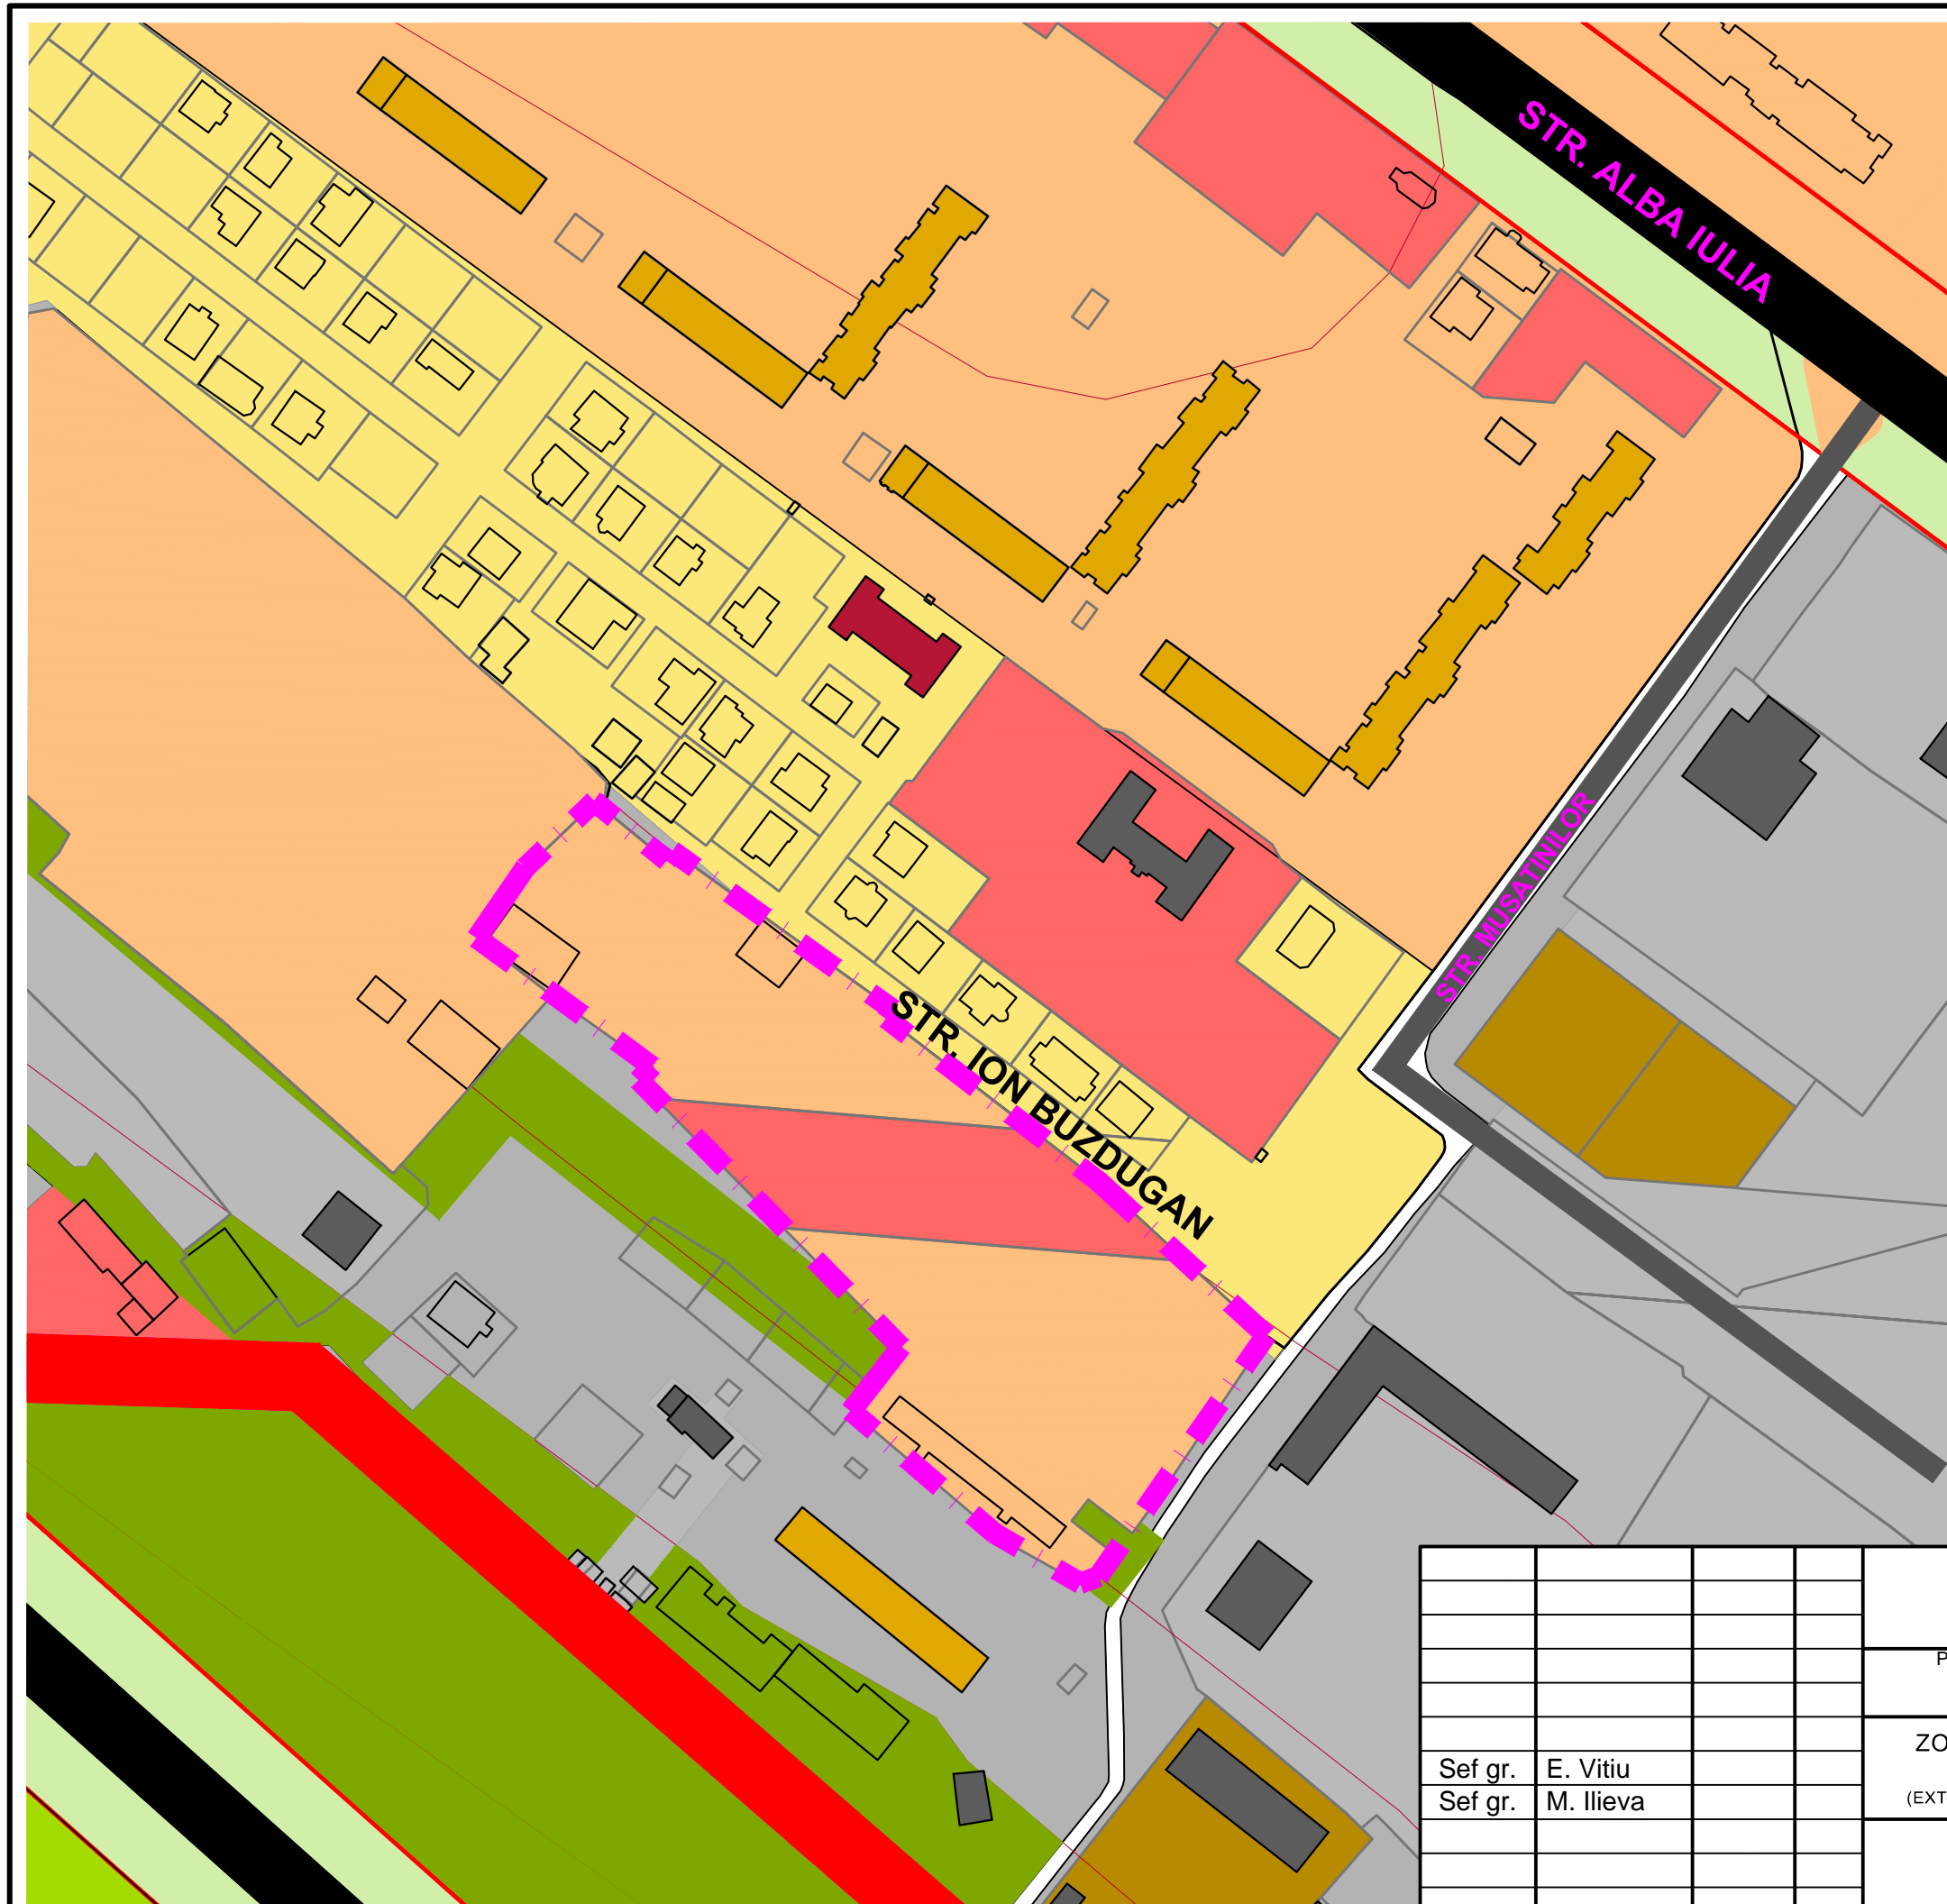 STR. ALBA IULIA
STR. MUSATINILOR
STR. ION BUZDUGAN
P
ZO
Sef gr. E. Vitiu
(EXT
Sef gr. M. Ilieva